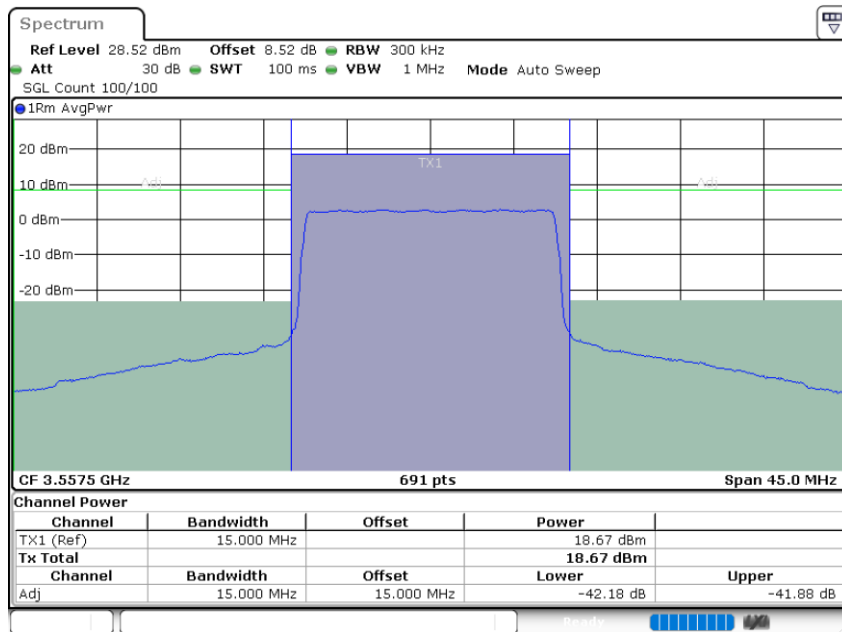 Spectrum
Ref Level 28.52 dBm Offset 8.52 dB RBW 300 kHz
Att 30 dB SWT 100 ms VBW 1 MHz Mode Auto Sweep
SGL Count 100/100
1Rm AvgPwr
20 dBm
TX1
Adj
Adj
10 dBm
0 dBm
-10 dBm
-20 dBm
CF 3.5575 GHz 691 pts Span 45.0 MHz
Channel Power
Channel Bandwidth Offset Power
TX1 (Ref) 15.000 MHz 18.67 dBm
Tx Total 18.67 dBm
Channel Bandwidth Offset Lower Upper
Adj 15.000 MHz 15.000 MHz -42.18 dB -41.88 dB
Ready